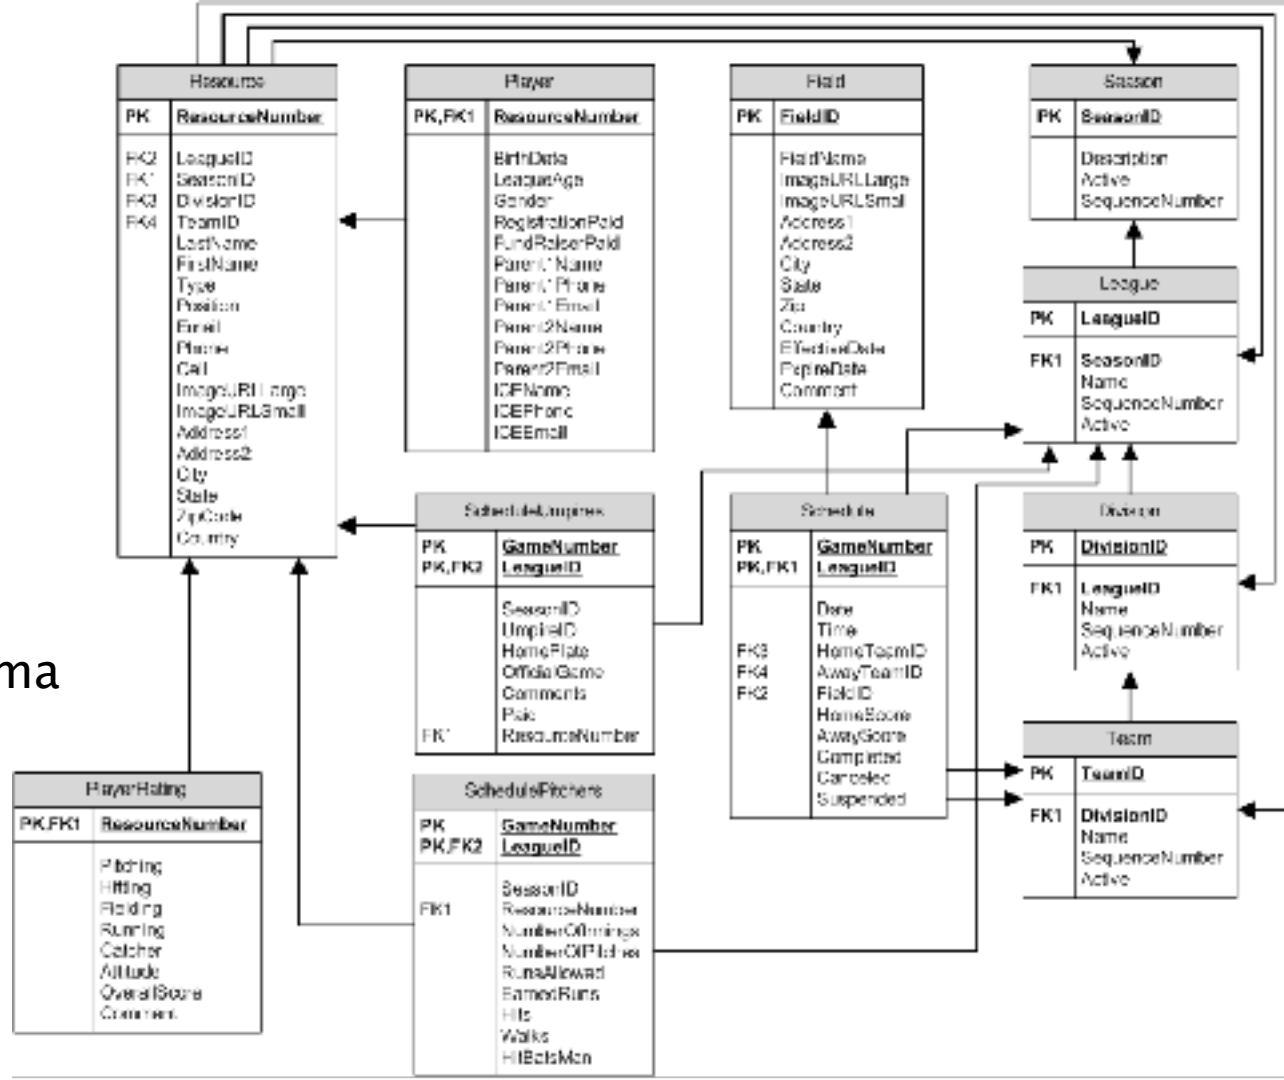 Resource
PK ResourceNumber
FK2 LeagueID
FK1 SeasonID
FK3 DivisionID
FK4 TeamID
LastName
FirstName
Type
Position
Email
Phone
Cell
ImageURLLarge
ImageURLSmall
Address1
Address2
City
State
ZipCode
Country
Player
PK,FK1 ResourceNumber
BirthDate
LeagueAge
Gender
RegistrationPaid
FundRaiserPaid
Parent1Name
Parent1Phone
Parent1Email
Parent2Name
Parent2Phone
Parent2Email
ICEName
ICEPhone
ICEEmail
Field
PK FieldID
FieldName
ImageURLLarge
ImageURLSmall
Address1
Address2
City
State
Zip
Country
EffectiveDate
ExpireDate
Comment
Season
PK SeasonID
Description
Active
SequenceNumber
League
PK LeagueID
FK1 SeasonID
Name
SequenceNumber
Active
ScheduleUmpires
PK GameNumber
PK,FK2 LeagueID
SeasonID
UmpireID
HomePlate
OfficialGame
Comments
Paid
FK1 ResourceNumber
Schedule
PK GameNumber
PK,FK1 LeagueID
Date
Time
FK3 HomeTeamID
FK4 AwayTeamID
FK2 FieldID
HomeScore
AwayScore
Completed
Canceled
Suspended
Division
PK DivisionID
FK1 LeagueID
Name
SequenceNumber
Active
ma
Team
PK TeamID
FK1 DivisionID
Name
SequenceNumber
Active
PlayerRating
PK,FK1 ResourceNumber
Pitching
Hitting
Fielding
Running
Catcher
Attitude
OverallScore
Comment
SchedulePitchers
PK GameNumber
PK,FK2 LeagueID
SeasonID
FK1 ResourceNumber
NumberOfInnings
NumberOfPitches
RunsAllowed
EarnedRuns
Hits
Walks
HitBatsMan